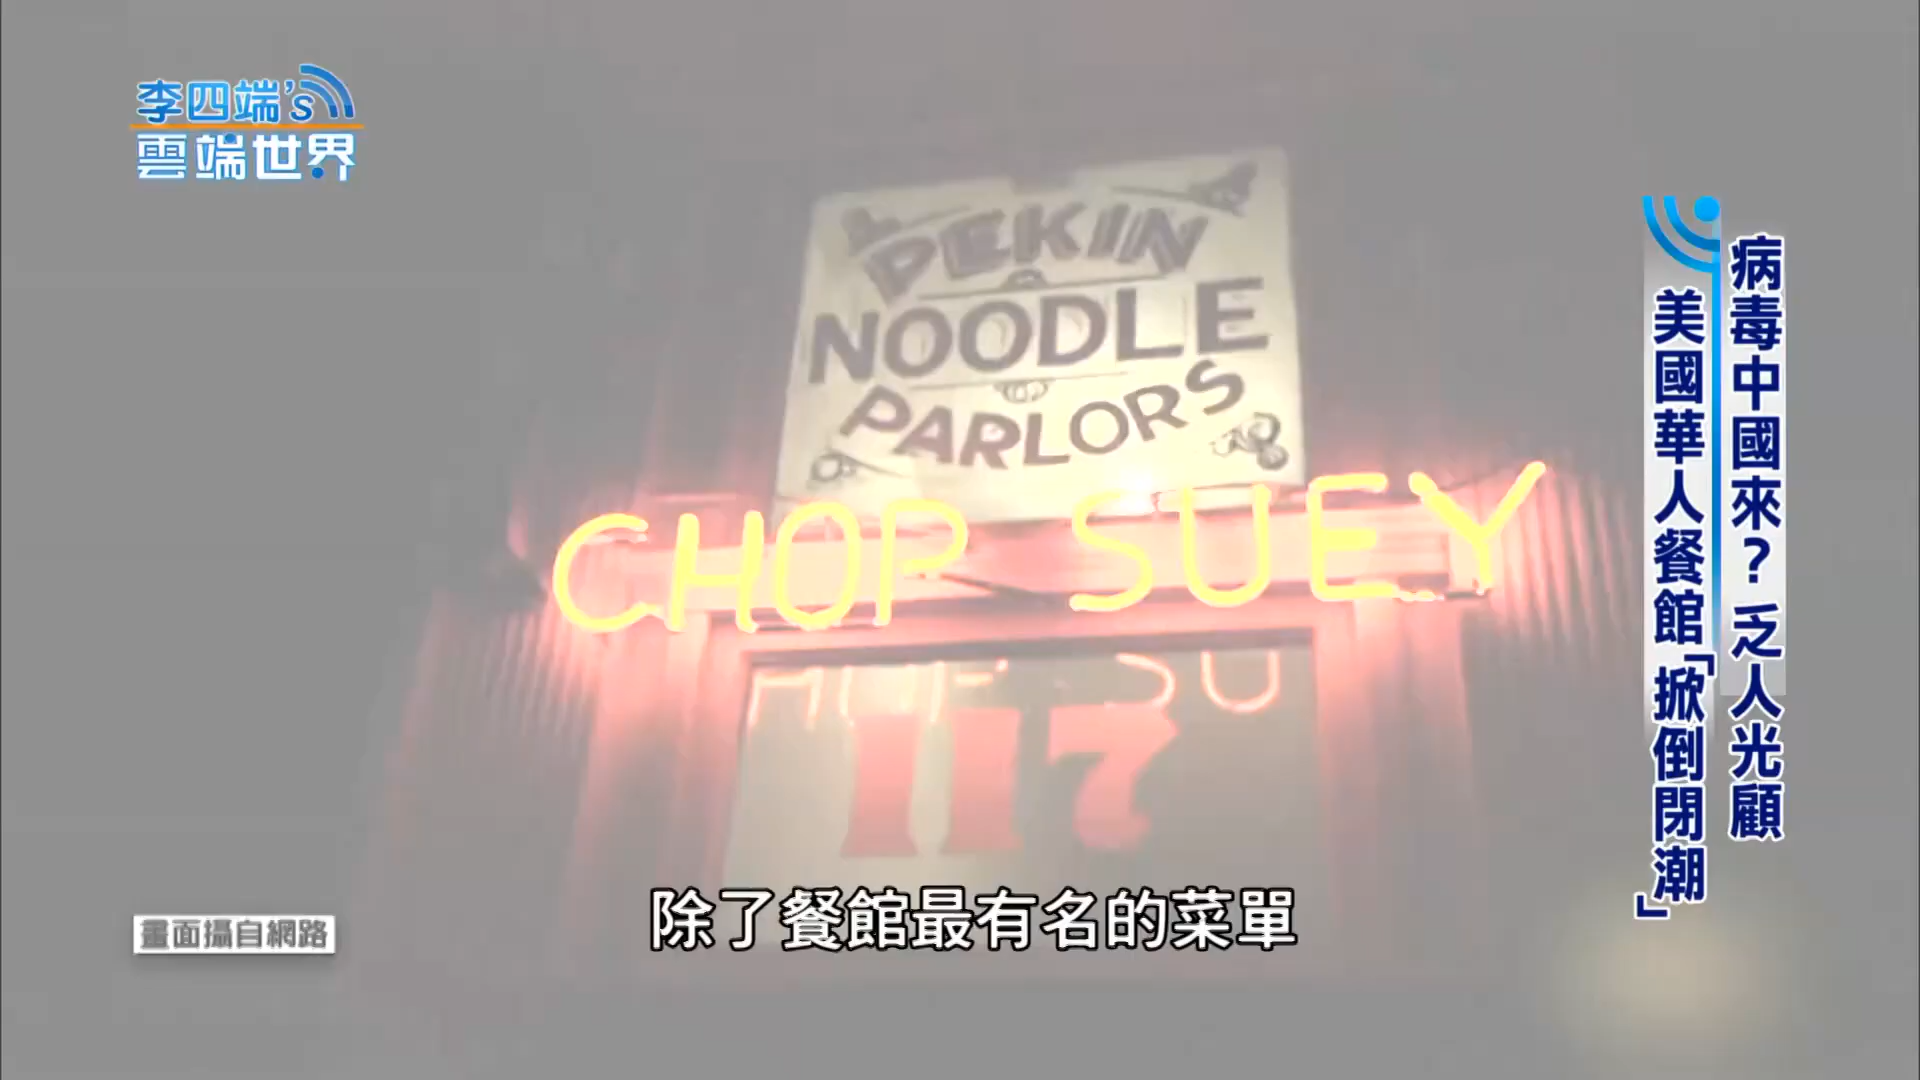 李四端's
雲端世界
病毒中國來？乏人光顧
美國華人餐館「掀倒閉潮」
PEKIN
NOODLE
PARLORS
CHOP SUEY
HOP SU
117
除了餐館最有名的菜單
畫面攝自網路